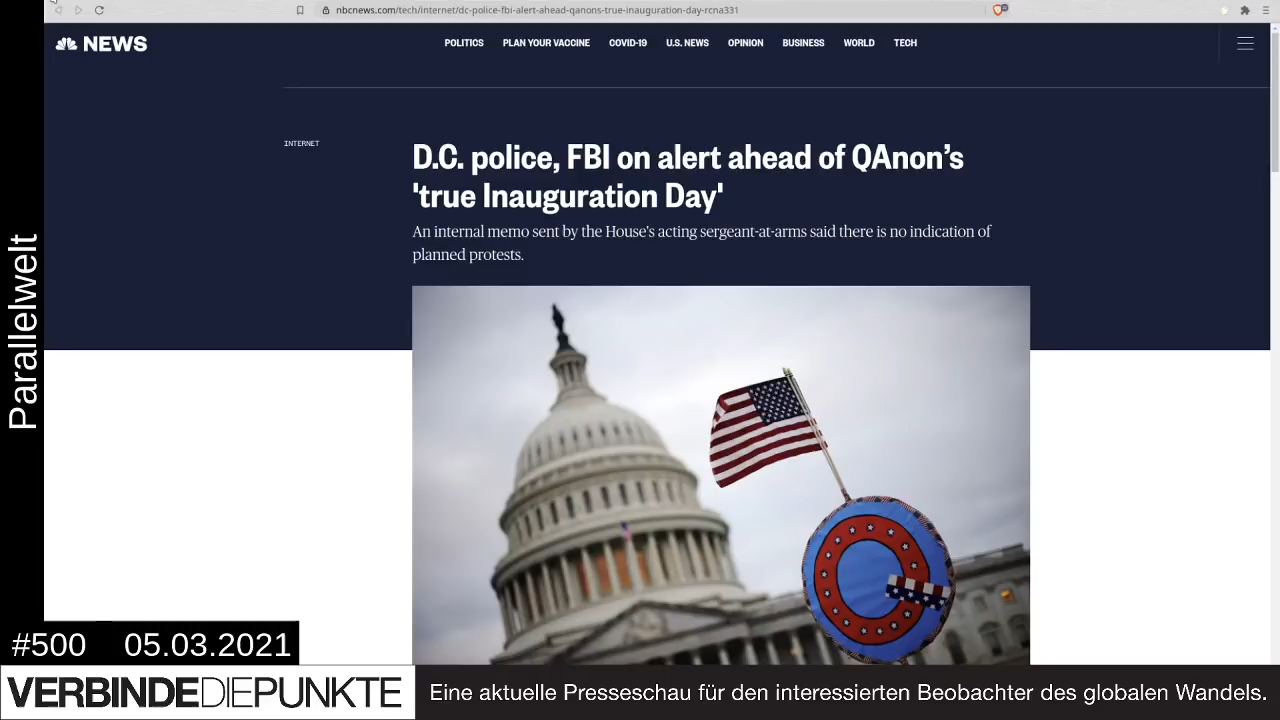 nbcnews.com/tech/internet/dc-police-fbi-alert-ahead-qanons-true-inauguration-day-rcna331
NEWS
POLITICS PLAN YOUR VACCINE COVID-19 U.S. NEWS OPINION BUSINESS WORLD TECH
INTERNET
D.C. police, FBI on alert ahead of QAnon’s
'true Inauguration Day'
An internal memo sent by the House's acting sergeant-at-arms said there is no indication of
planned protests.
Q
Parallelwelt
#500 05.03.2021
VERBINDEDIEPUNKTE
Eine aktuelle Presseschau für den interessierten Beobachter des globalen Wandels.